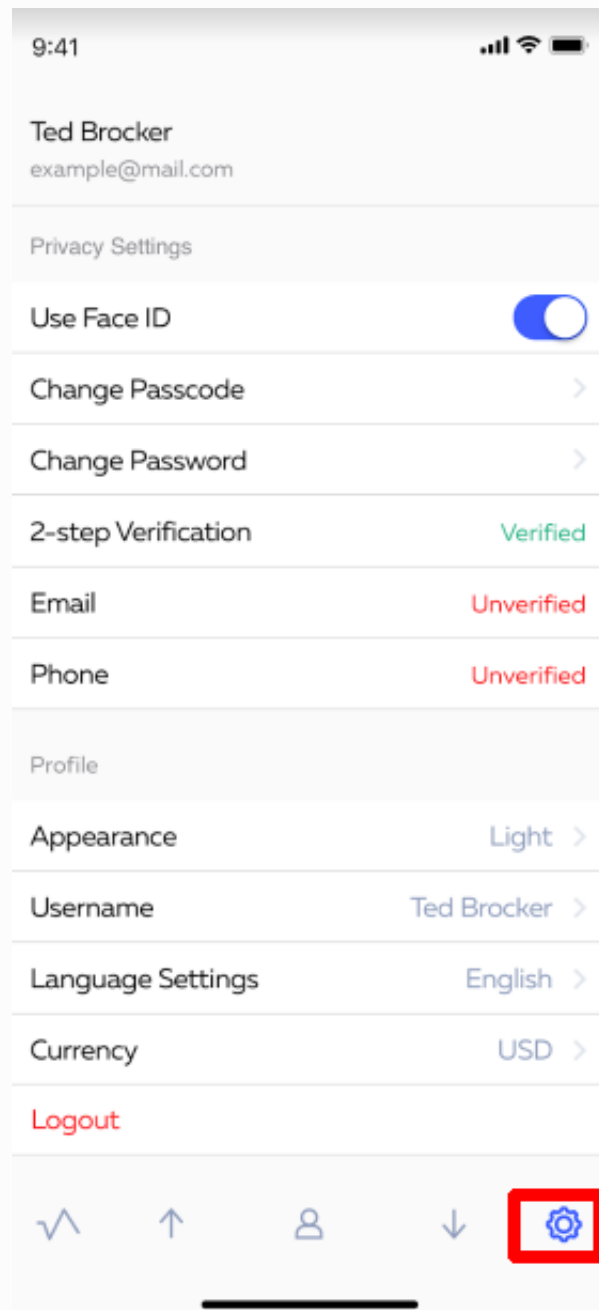 9:41
Ted Brocker
example@mail.com
Privacy Settings
Use Face ID
Change Passcode
Change Password
2-step Verification Verified
Email Unverified
Phone Unverified
Profile
Appearance Light
Username Ted Brocker
Language Settings English
Currency USD
Logout